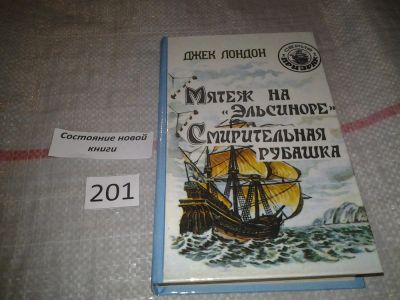 ДЖЕК ЛОНДОН
МЯТЕЖ НА
«ЭЛЬСИНОРЕ»
СМИРИТЕЛЬНАЯ
РУБАШКА
Состояние новой
книги
201